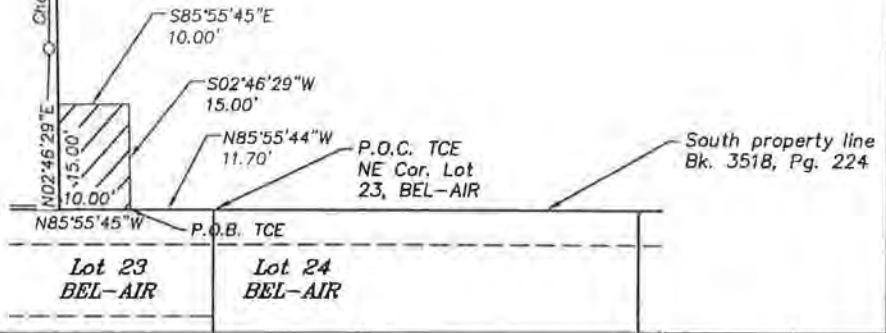 S85°55'45"E
10.00'
S02°46'29"W
15.00'
N85°55'44"W
11.70'
P.O.C. TCE
NE Cor. Lot
23, BEL-AIR
South property line
Bk. 3518, Pg. 224
N02°46'29"E
15.00'
10.00'
N85°55'45"W
P.O.B. TCE
Lot 23
BEL-AIR
Lot 24
BEL-AIR